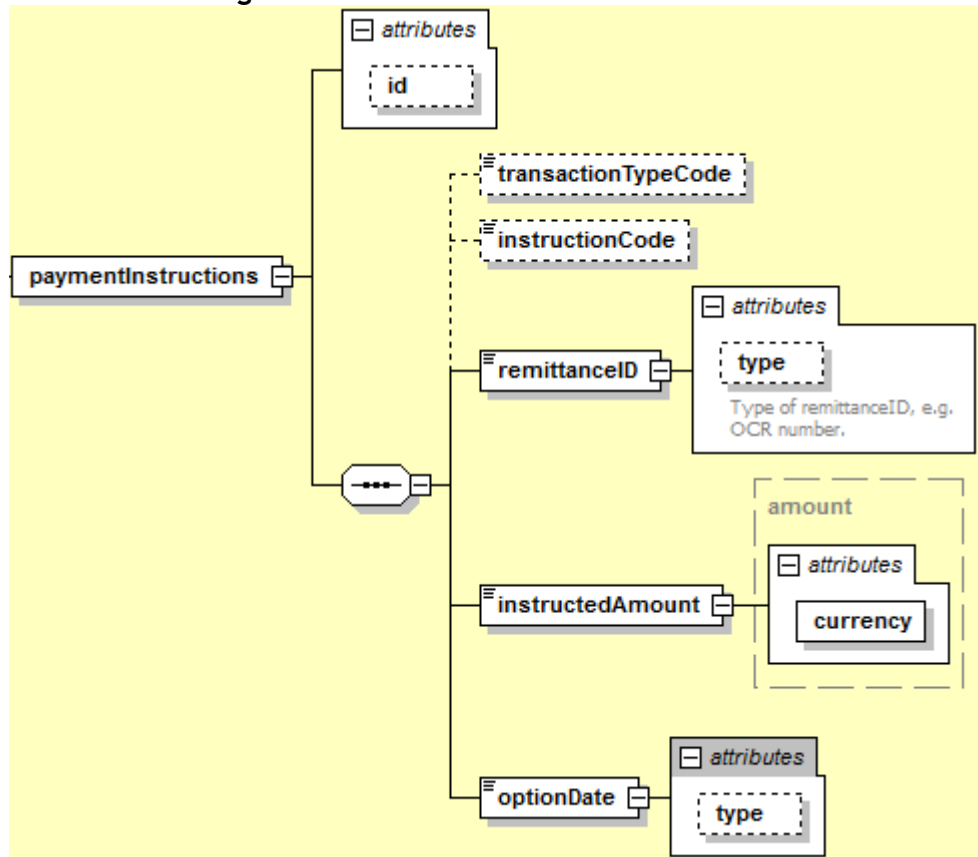 attributes
id
transactionTypeCode
instructionCode
paymentInstructions
attributes
remittanceID
type
Type of remittanceID, e.g.
OCR number.
amount
attributes
instructedAmount
currency
attributes
optionDate
type